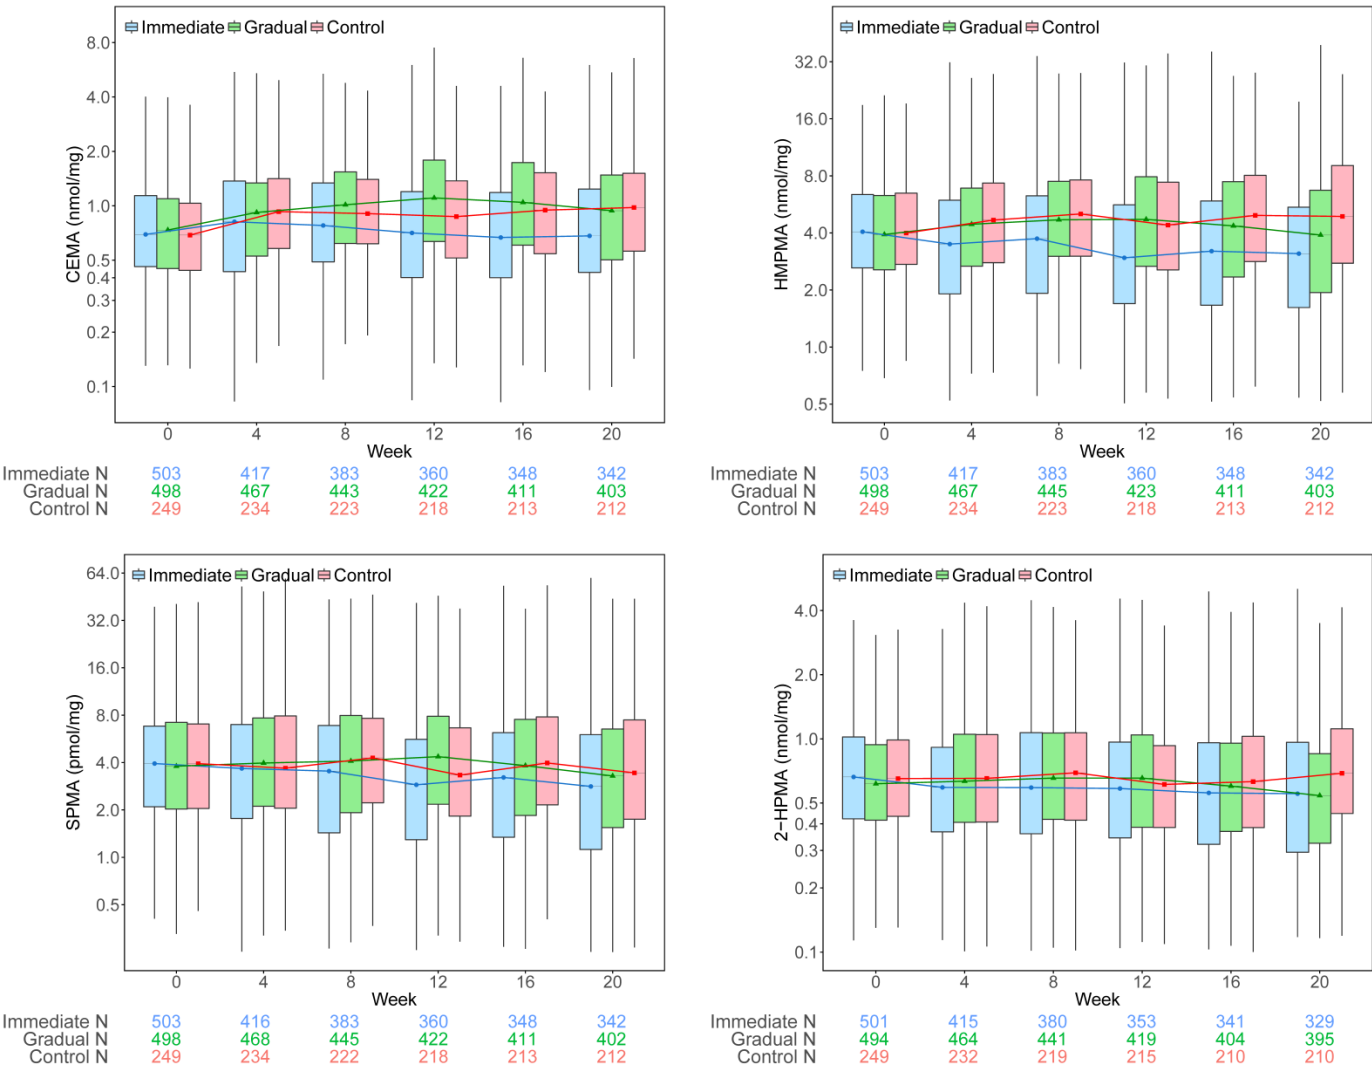 Immediate Gradual Control
CEMA (nmol/mg)
8.0
4.0
2.0
1.0
0.5
0.4
0.3
0.2
0.1
0 4 8 12 16 20
Week
Immediate N 503 417 383 360 348 342
Gradual N 498 467 443 422 411 403
Control N 249 234 223 218 213 212
Immediate Gradual Control
HMPMA (nmol/mg)
32.0
16.0
8.0
4.0
2.0
1.0
0.5
0 4 8 12 16 20
Week
Immediate N 503 417 383 360 348 342
Gradual N 498 467 445 423 411 403
Control N 249 234 223 218 213 212
Immediate Gradual Control
SPMA (pmol/mg)
64.0
32.0
16.0
8.0
4.0
2.0
1.0
0.5
0 4 8 12 16 20
Week
Immediate N 503 416 383 360 348 342
Gradual N 498 468 445 422 411 402
Control N 249 234 222 218 213 212
Immediate Gradual Control
2−HPMA (nmol/mg)
4.0
2.0
1.0
0.5
0.4
0.3
0.2
0.1
0 4 8 12 16 20
Week
Immediate N 501 415 380 353 341 329
Gradual N 494 464 441 419 404 395
Control N 249 232 219 215 210 210